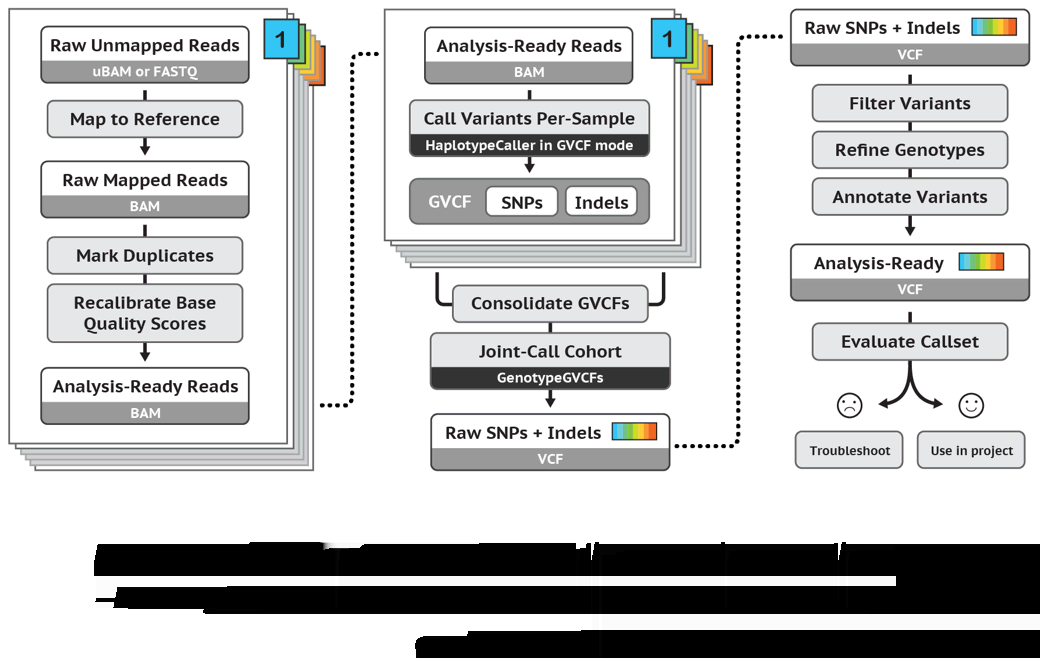 1
Raw Unmapped Reads
uBAM or FASTQ
Map to Reference
Raw Mapped Reads
BAM
Mark Duplicates
Recalibrate Base
Quality Scores
Analysis-Ready Reads
BAM
1
Analysis-Ready Reads
BAM
Call Variants Per-Sample
HaplotypeCaller in GVCF mode
GVCF SNPs Indels
Consolidate GVCFs
Joint-Call Cohort
GenotypeGVCFs
Raw SNPs + Indels
VCF
Raw SNPs + Indels
VCF
Filter Variants
Refine Genotypes
Annotate Variants
Analysis-Ready
VCF
Evaluate Callset
Troubleshoot
Use in project